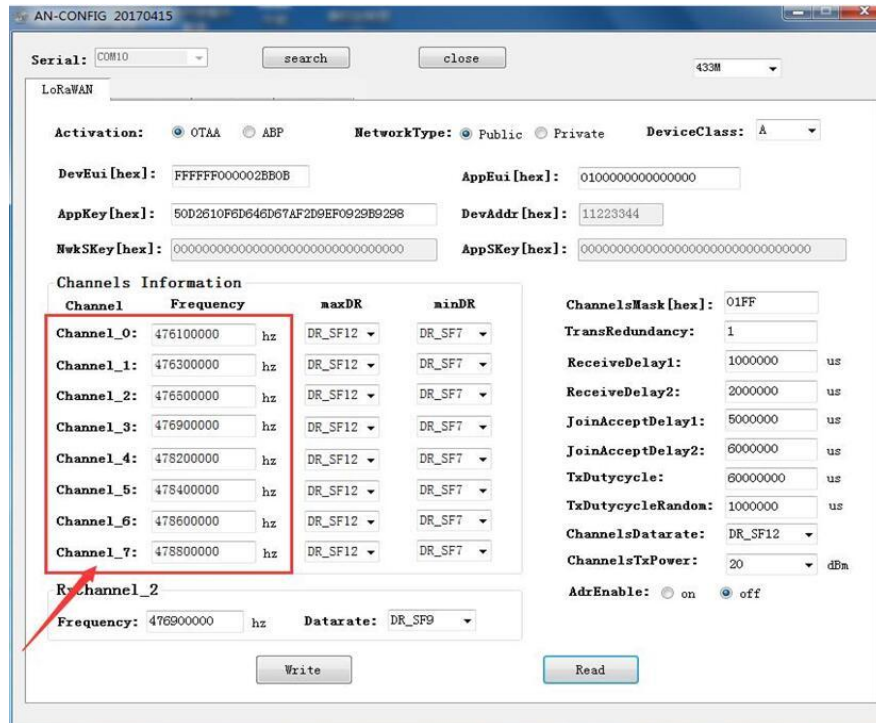 AN-CONFIG 20170415
Serial: COM10 search close 433M
LoRaWAN
Activation: OTAA ABP NetworkType: Public Private DeviceClass: A
DevEui[hex]: FFFFFF000002BB0B AppEui[hex]: 0100000000000000
AppKey[hex]: 50D2610F6D646D67AF2D9EF0929B9298 DevAddr[hex]: 11223344
NwkSKey[hex]: 00000000000000000000000000000000 AppSKey[hex]: 00000000000000000000000000000000
Channels Information
Channel Frequency maxDR minDR ChannelsMask[hex]: 01FF
Channel_0: 476100000 hz DR_SF12 DR_SF7 TransRedundancy: 1
Channel_1: 476300000 hz DR_SF12 DR_SF7 ReceiveDelay1: 1000000 us
Channel_2: 476500000 hz DR_SF12 DR_SF7 ReceiveDelay2: 2000000 us
Channel_3: 476900000 hz DR_SF12 DR_SF7 JoinAcceptDelay1: 5000000 us
Channel_4: 478200000 hz DR_SF12 DR_SF7 JoinAcceptDelay2: 6000000 us
Channel_5: 478400000 hz DR_SF12 DR_SF7 TxDutycycle: 60000000 us
Channel_6: 478600000 hz DR_SF12 DR_SF7 TxDutycycleRandom: 1000000 us
Channel_7: 478800000 hz DR_SF12 DR_SF7 ChannelsDatarate: DR_SF12
ChannelsTxPower: 20 dBm
RxChannel_2 AdrEnable: on off
Frequency: 476900000 hz Datarate: DR_SF9
Write Read